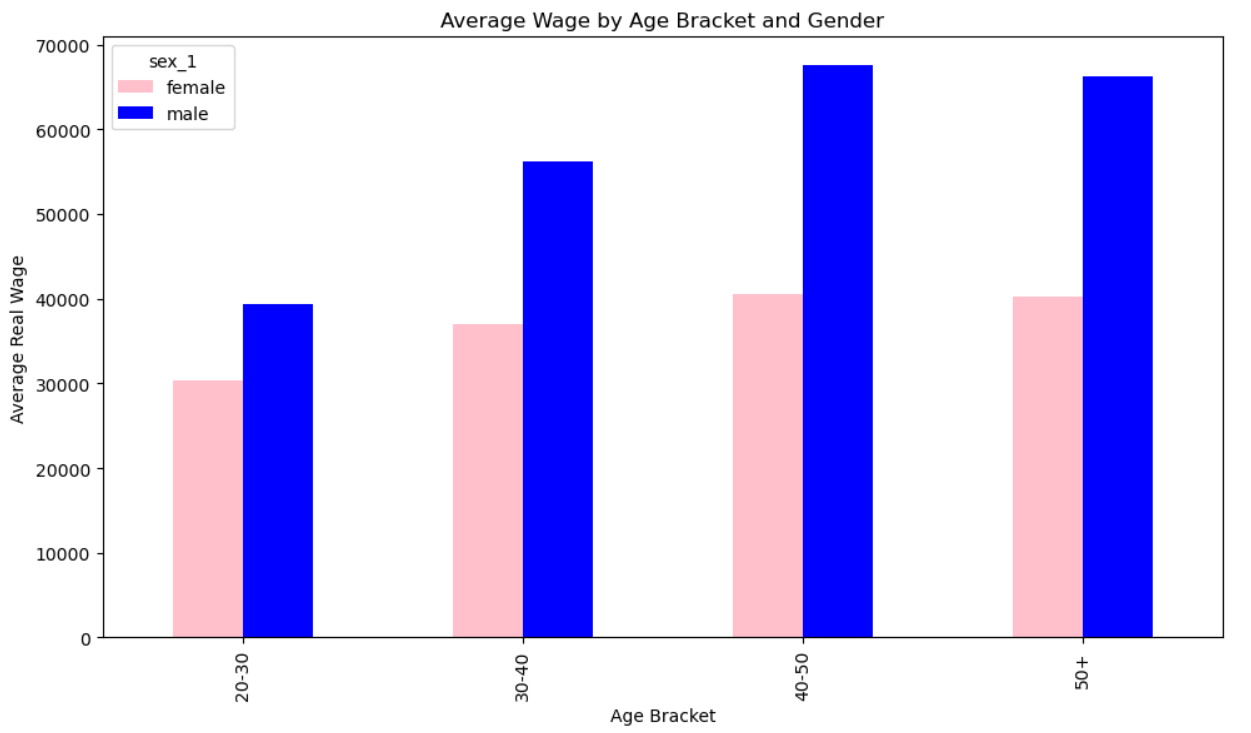 Average Wage by Age Bracket and Gender
sex_1
female
male
Average Real Wage
70000
60000
50000
40000
30000
20000
10000
0
20-30
30-40
40-50
50+
Age Bracket